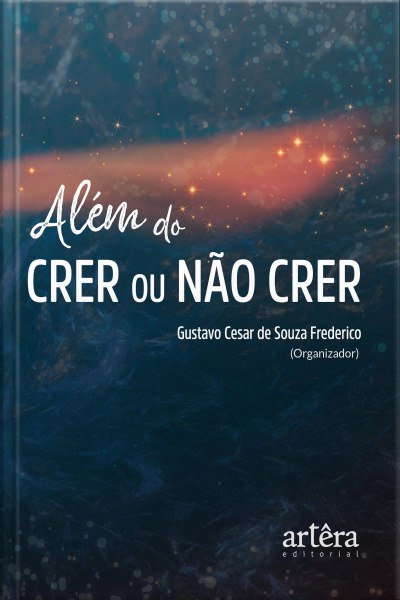 Além do
CRER OU NÃO CRER
Gustavo Cesar de Souza Frederico
(Organizador)
artêra
editorial